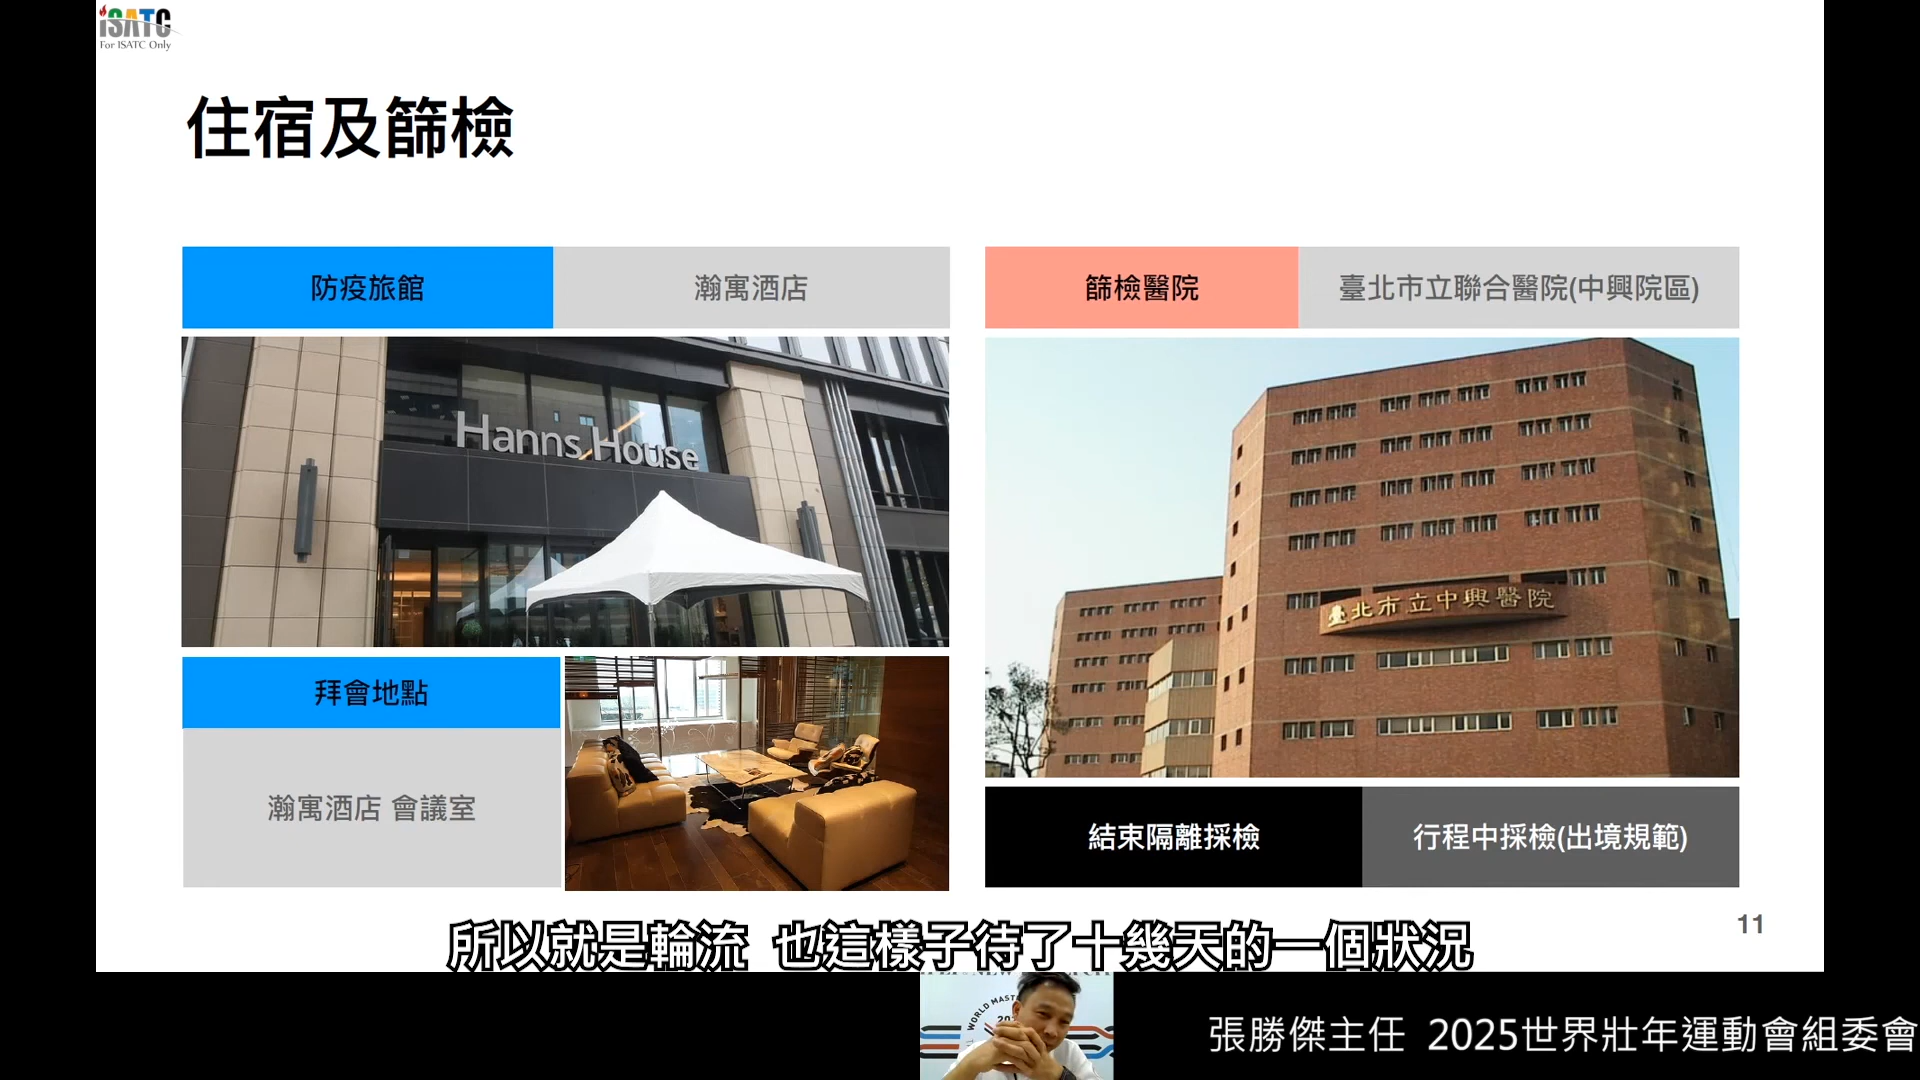 iSATC
For ISATC Only
住宿及篩檢
防疫旅館
瀚寓酒店
篩檢醫院
臺北市立聯合醫院(中興院區)
Hanns House
臺北市立中興醫院
拜會地點
瀚寓酒店 會議室
結束隔離採檢
行程中採檢(出境規範)
11
所以就是輪流 也這樣子待了十幾天的一個狀況
WORLD MAST
張勝傑主任 2025世界壯年運動會組委會